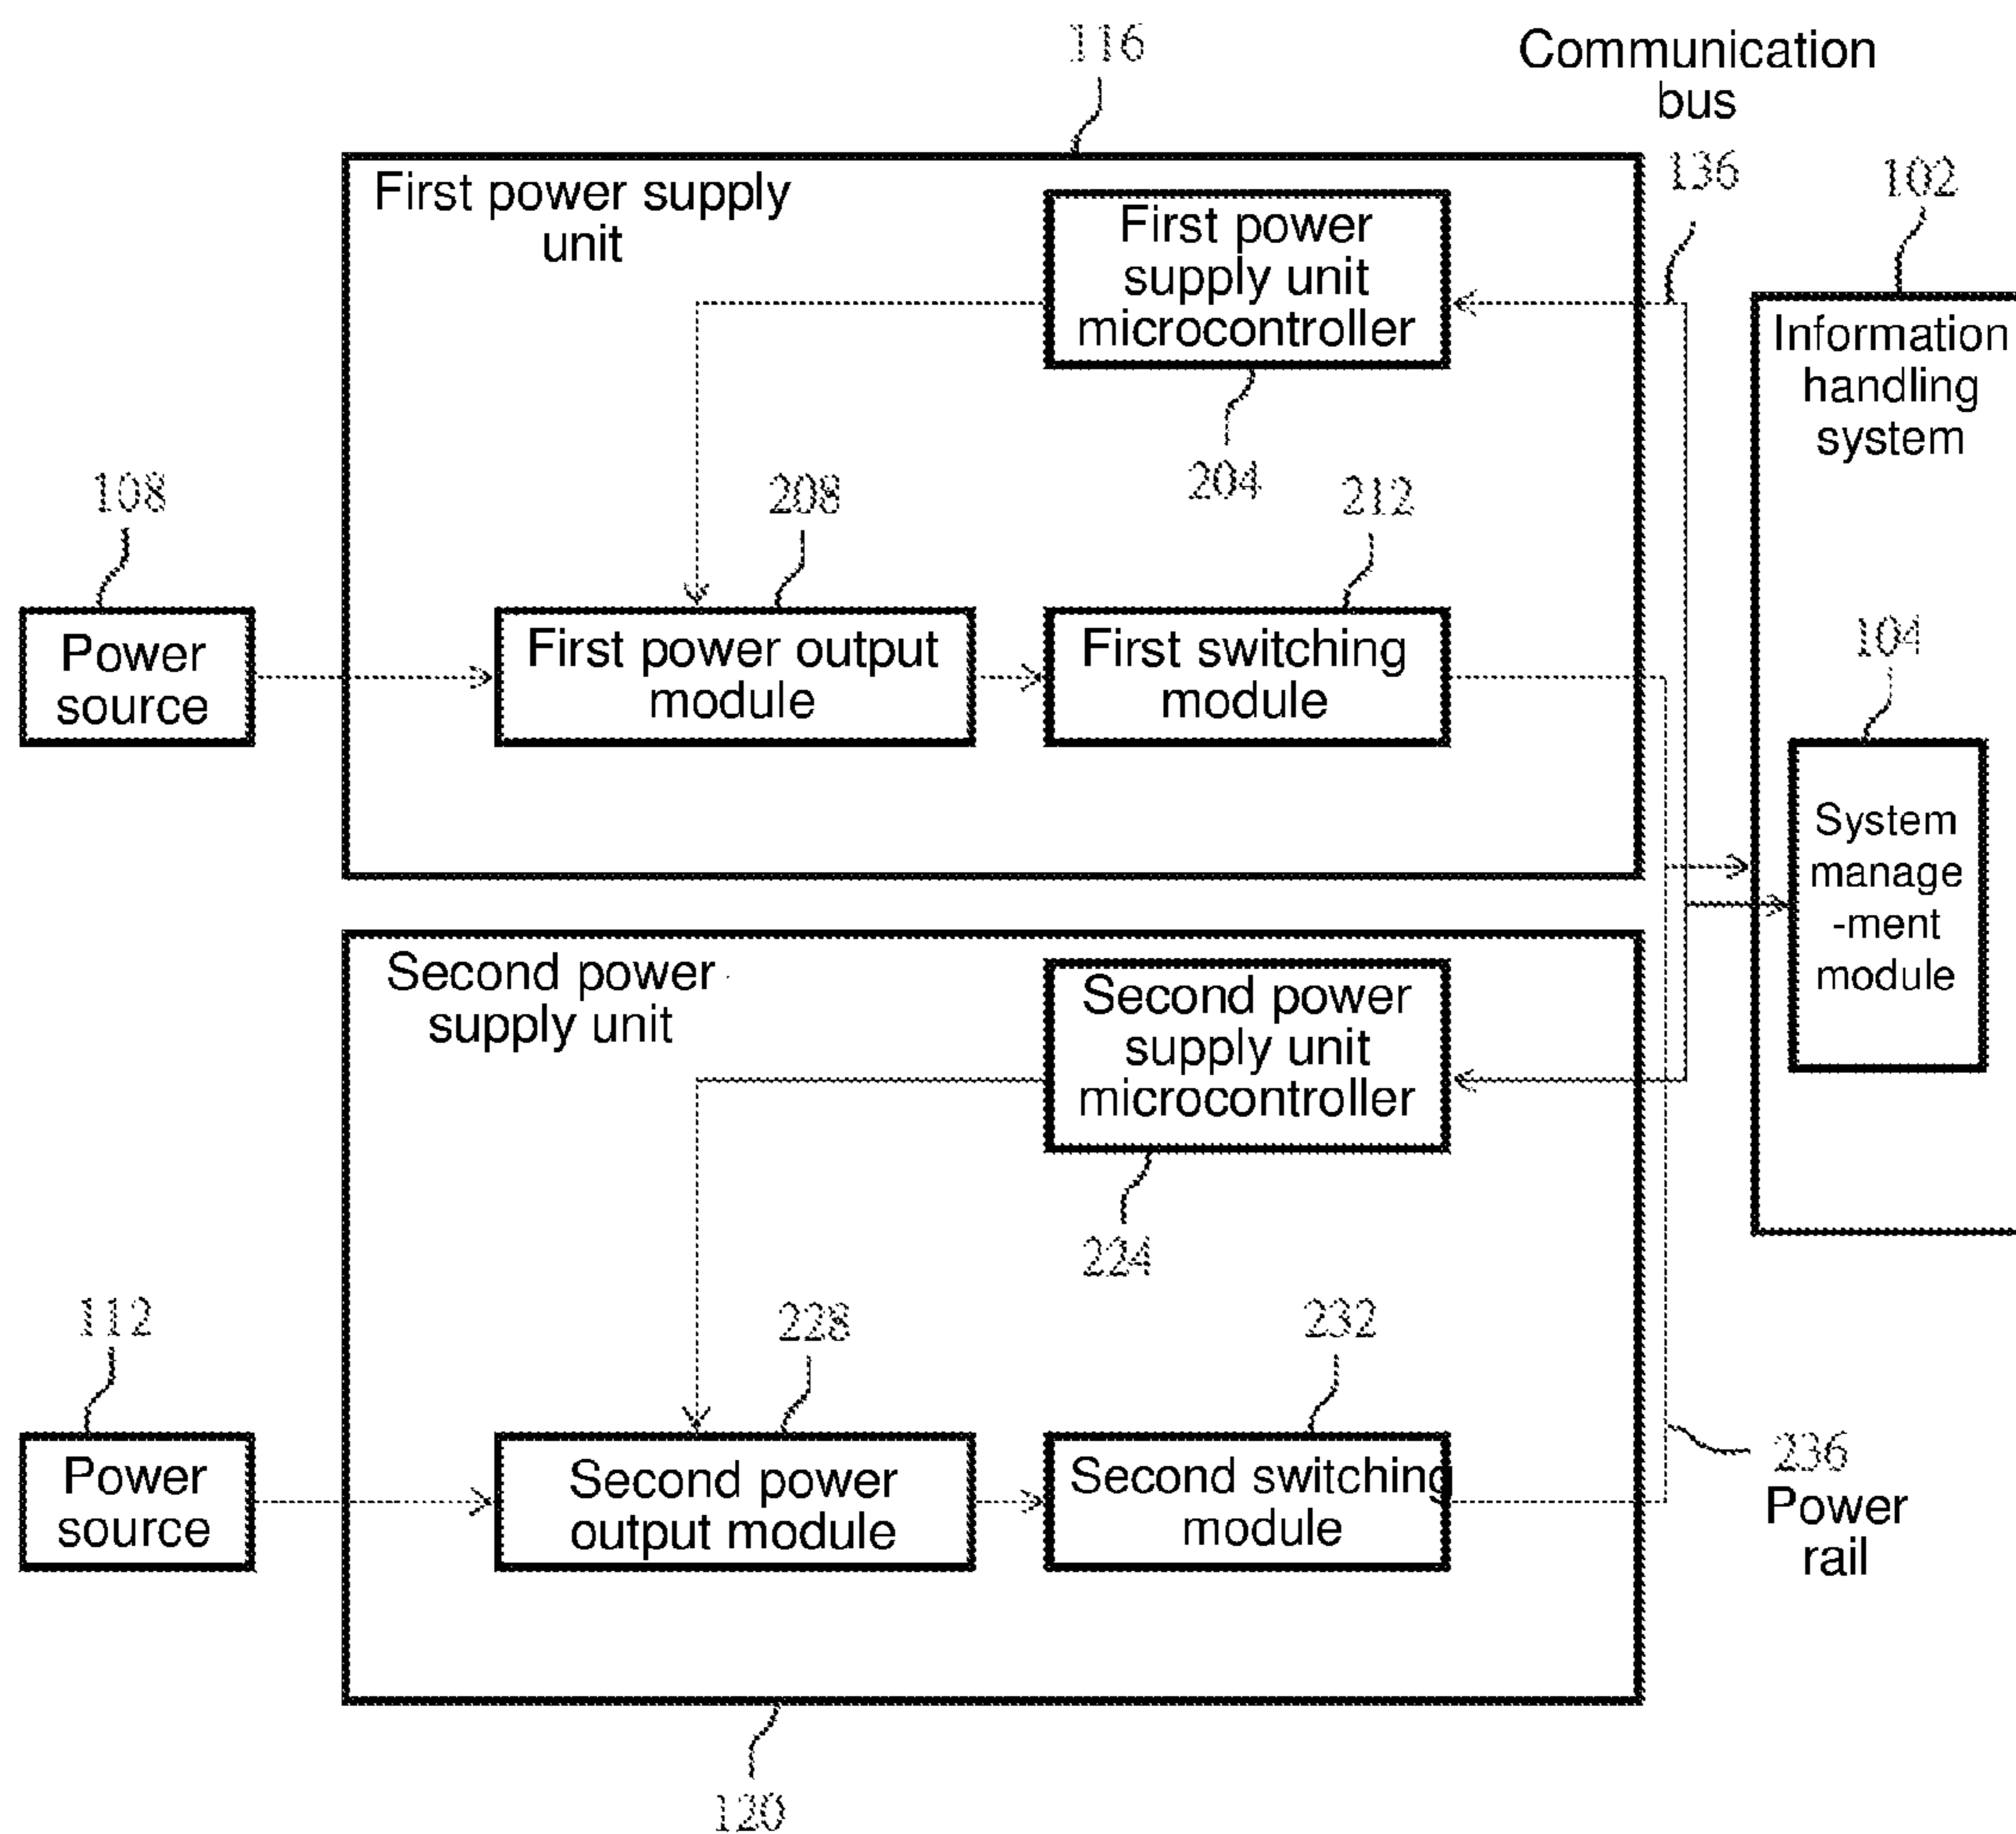 116
Communication
bus
136
102
First power supply
unit
First power
supply unit
microcontroller
204
Information
handling
system
108
208
212
Power
source
First power output
module
First switching
module
104
System
manage
-ment
module
Second power
supply unit
Second power
supply unit
microcontroller
224
112
228
232
Power
source
Second power
output module
Second switching
module
236
Power
rail
120